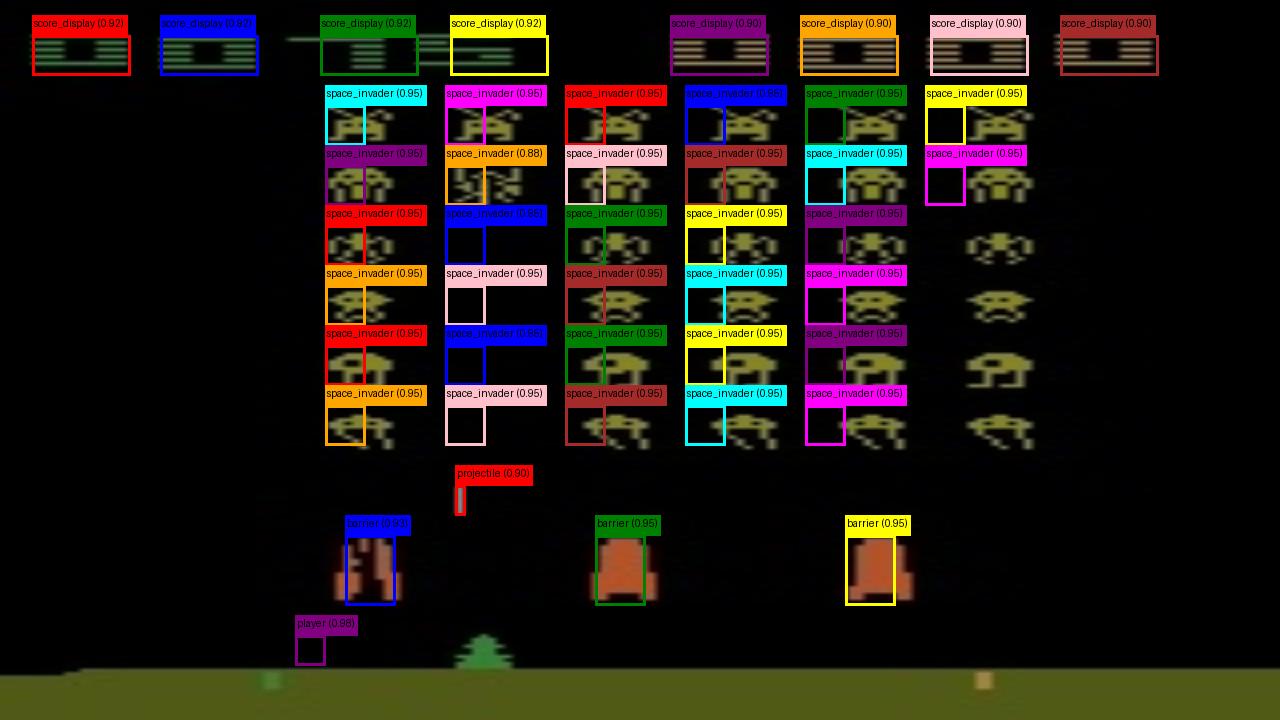 score_display (0.92) score_display (0.92) score_display (0.92) score_display (0.92) score_display (0.90) score_display (0.90) score_display (0.90) score_display (0.90)
space_invader (0.95) space_invader (0.95) space_invader (0.95) space_invader (0.95) space_invader (0.95) space_invader (0.95)
space_invader (0.95) space_invader (0.88) space_invader (0.95) space_invader (0.95) space_invader (0.95) space_invader (0.95)
space_invader (0.95) space_invader (0.95) space_invader (0.95) space_invader (0.95) space_invader (0.95)
space_invader (0.95) space_invader (0.95) space_invader (0.95) space_invader (0.95) space_invader (0.95)
space_invader (0.95) space_invader (0.95) space_invader (0.95) space_invader (0.95) space_invader (0.95)
space_invader (0.95) space_invader (0.95) space_invader (0.95) space_invader (0.95) space_invader (0.95)
projectile (0.90)
barrier (0.93) barrier (0.95) barrier (0.95)
player (0.98)